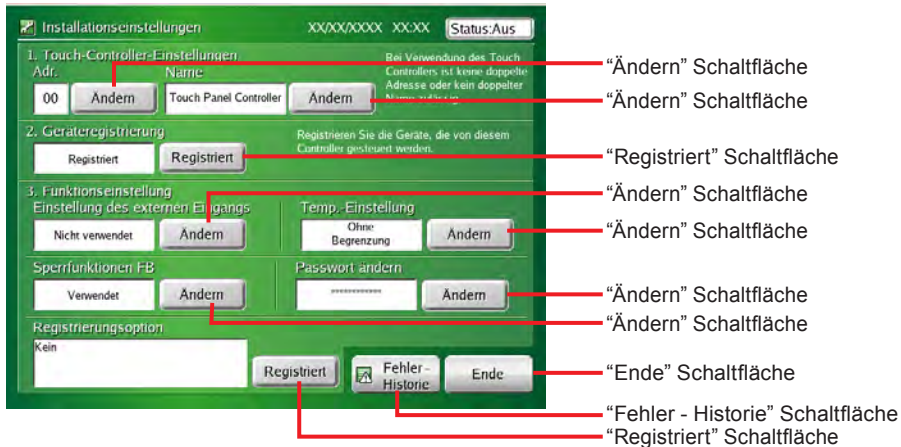 Installationseinstellungen XX/XX/XXXX XX:XX Status:Aus
1. Touch-Controller-Einstellungen
Adr. Name
Bei Verwendung des Touch
Controllers ist keine doppelte
Adresse oder kein doppelter
Name zulässig.
00 Ändern Touch Panel Controller Ändern
2. Geräteregistrierung
Registriert Registriert
Registrieren Sie die Geräte, die von diesem
Controller gesteuert werden.
3. Funktionseinstellung
Einstellung des externen Eingangs Temp.-Einstellung
Nicht verwendet Ändern
Ohne
Begrenzung
Ändern
Sperrfunktionen FB Passwort ändern
Verwendet Ändern ************ Ändern
Registrierungsoption
Kein
Registriert
Fehler-
Historie
Ende
“Ändern” Schaltfläche
“Ändern” Schaltfläche
“Registriert” Schaltfläche
“Ändern” Schaltfläche
“Ändern” Schaltfläche
“Ändern” Schaltfläche
“Ändern” Schaltfläche
“Ende” Schaltfläche
“Fehler - Historie” Schaltfläche
“Registriert” Schaltfläche